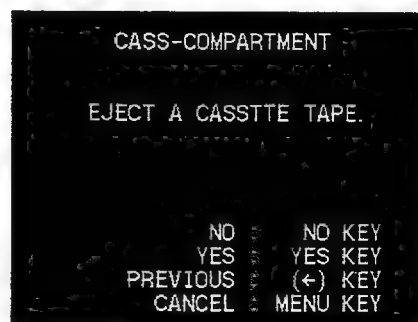 CASS-COMPARTMENT
EJECT A CASSTTE TAPE.
NO : NO KEY
YES : YES KEY
PREVIOUS : (←) KEY
CANCEL : MENU KEY